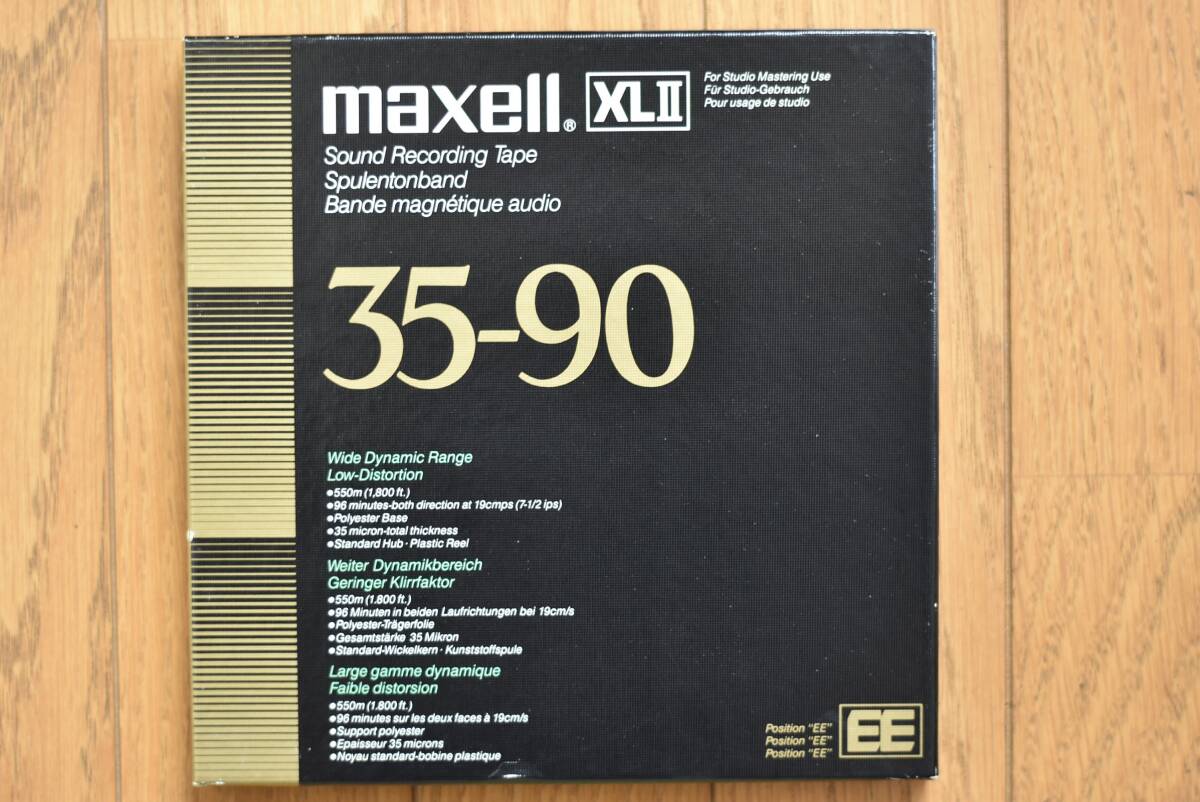 maxell® XLII
For Studio Mastering Use
Für Studio-Gebrauch
Pour usage de studio
Sound Recording Tape
Spulentonband
Bande magnétique audio
35-90
Wide Dynamic Range
Low-Distortion
•550m (1,800 ft.)
•96 minutes-both direction at 19cmps (7-1/2 ips)
•Polyester Base
•35 micron-total thickness
•Standard Hub · Plastic Reel
Weiter Dynamikbereich
Geringer Klirrfaktor
•550m (1.800 ft.)
•96 Minuten in beiden Laufrichtungen bei 19cm/s
•Polyester-Trägerfolie
•Gesamtstärke 35 Mikron
•Standard-Wickelkern · Kunststoffspule
Large gamme dynamique
Faible distorsion
•550m (1.800 ft.)
•96 minutes sur les deux faces à 19cm/s
•Support polyester
•Epaisseur 35 microns
•Noyau standard-bobine plastique
Position "EE"
Position "EE"
Position "EE"
EE